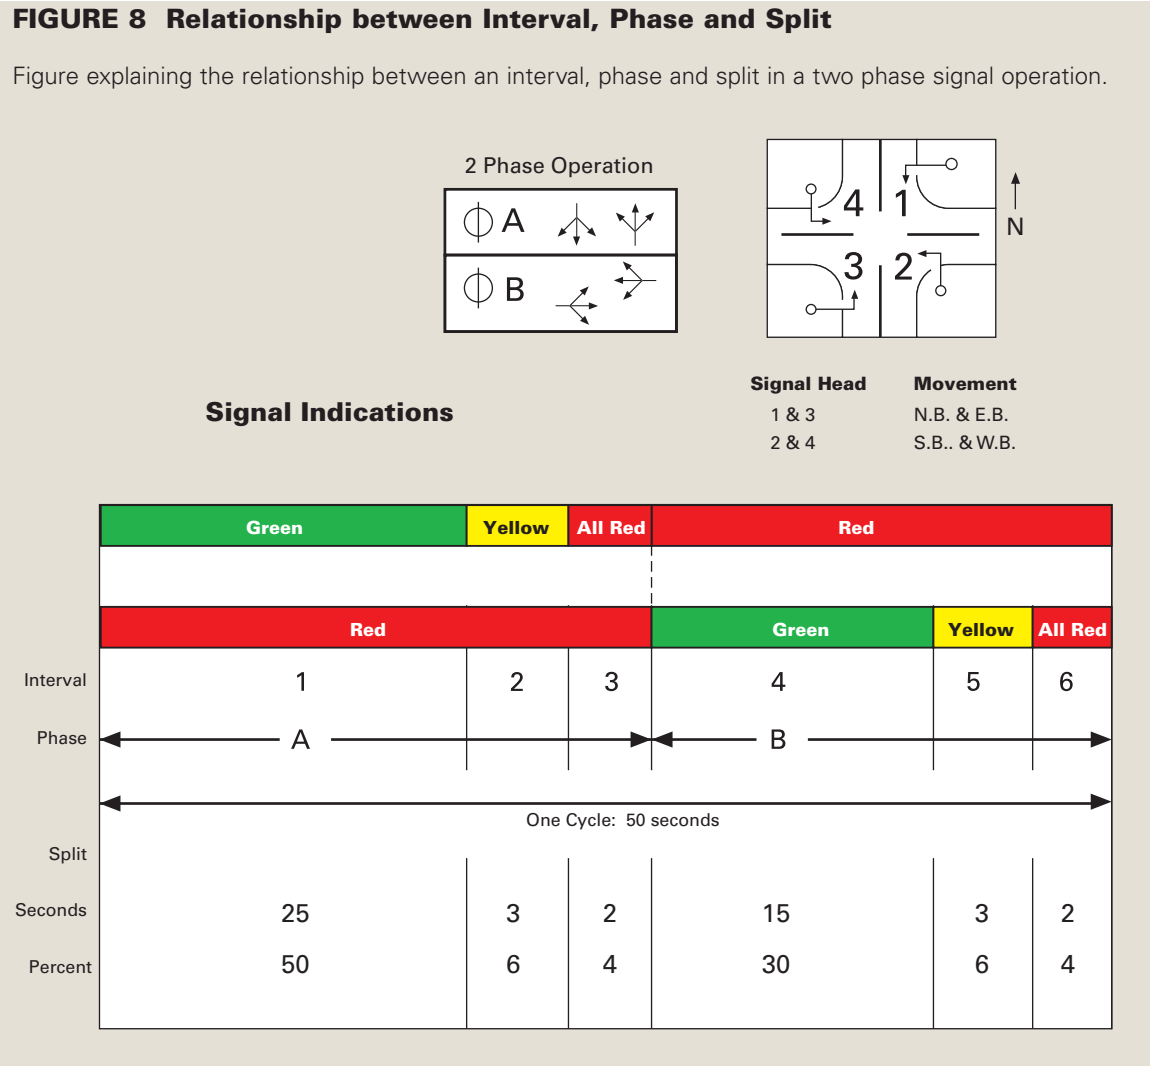 FIGURE 8 Relationship between Interval, Phase and Split
Figure explaining the relationship between an interval, phase and split in a two phase signal operation.
2 Phase Operation
A
B
4 1
3 2
N
Signal Head Movement
1 & 3 N.B. & E.B.
2 & 4 S.B.. & W.B.
Signal Indications
Green Yellow All Red Red
Red Green Yellow All Red
Interval 1 2 3 4 5 6
Phase A B
One Cycle: 50 seconds
Split
Seconds 25 3 2 15 3 2
Percent 50 6 4 30 6 4